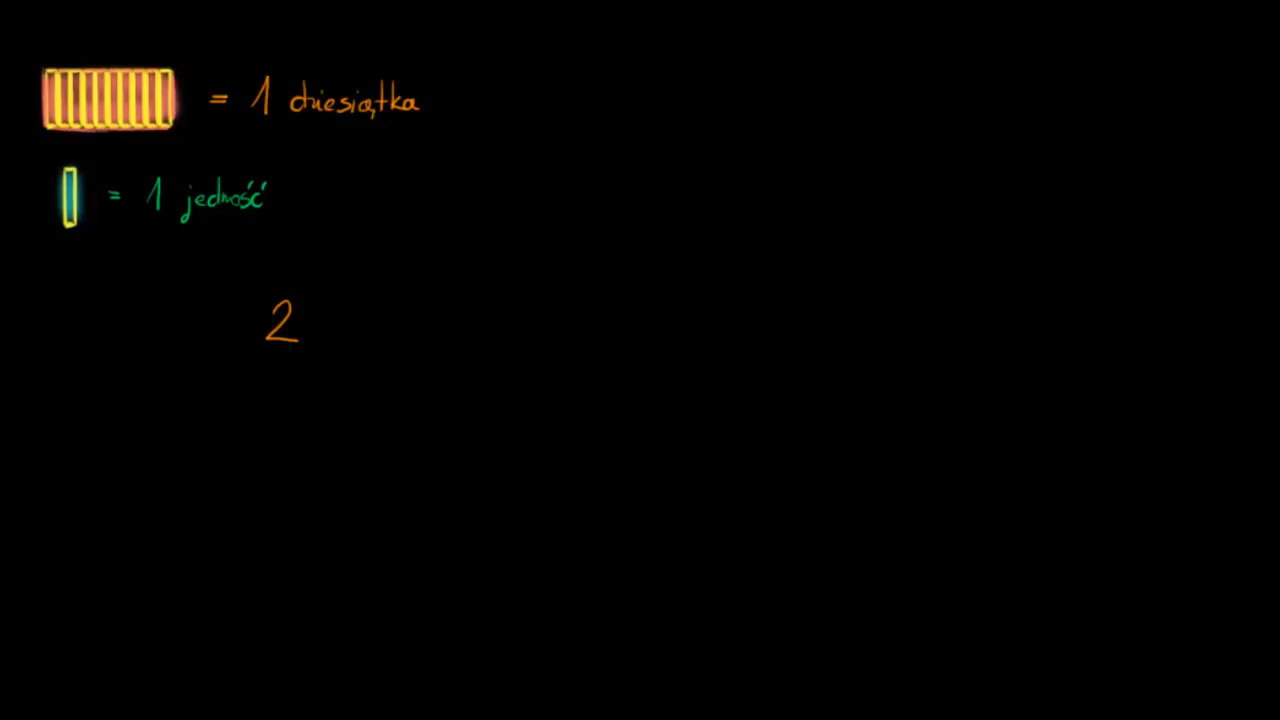 = 1 dziesiątka
= 1 jedność
2